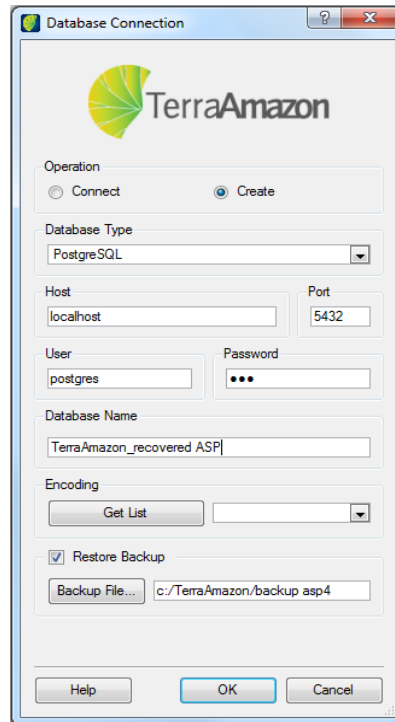 Database Connection
TerraAmazon
Operation
Connect Create
Database Type
PostgreSQL
Host Port
localhost 5432
User Password
postgres ●●●
Database Name
TerraAmazon_recovered ASP
Encoding
Get List
Restore Backup
Backup File... c:/TerraAmazon/backup asp4
Help OK Cancel